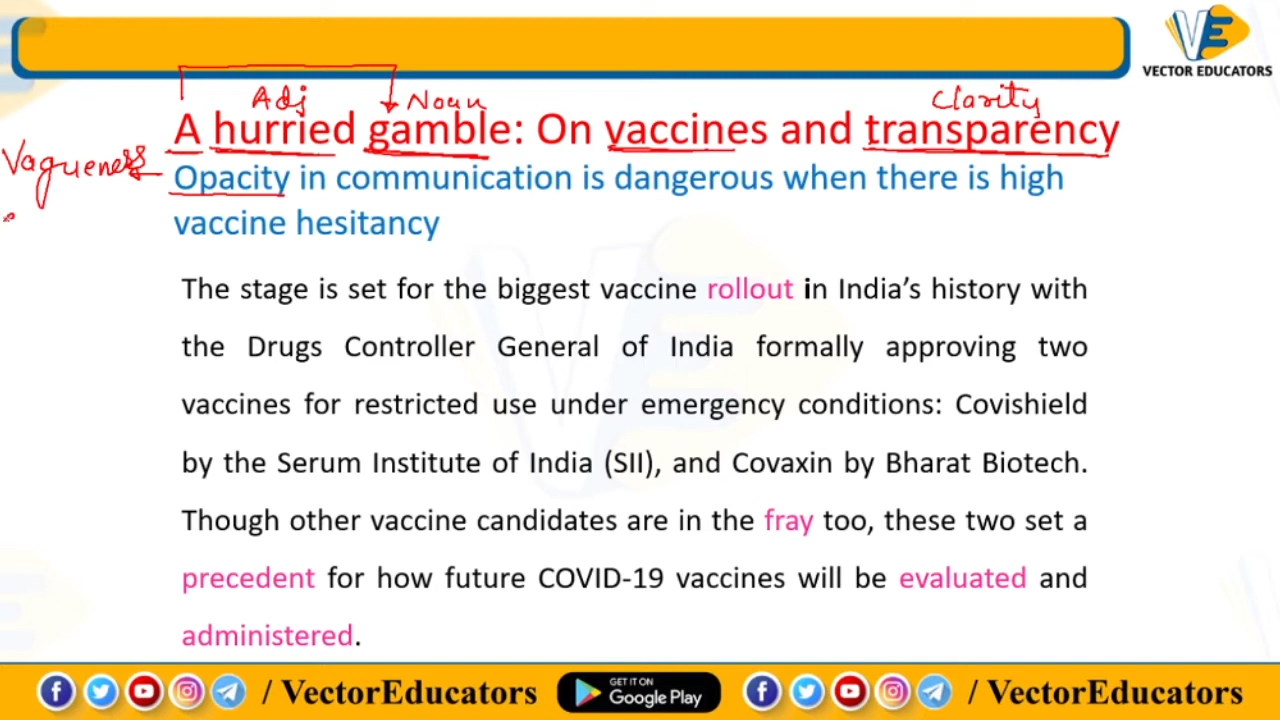 VECTOR EDUCATORS
Adj Noun Clarity
A hurried gamble: On vaccines and transparency
Vagueness
Opacity in communication is dangerous when there is high
vaccine hesitancy
The stage is set for the biggest vaccine rollout in India's history with
the Drugs Controller General of India formally approving two
vaccines for restricted use under emergency conditions: Covishield
by the Serum Institute of India (SII), and Covaxin by Bharat Biotech.
Though other vaccine candidates are in the fray too, these two set a
precedent for how future COVID-19 vaccines will be evaluated and
administered.
/ VectorEducators GET IT ON Google Play / VectorEducators